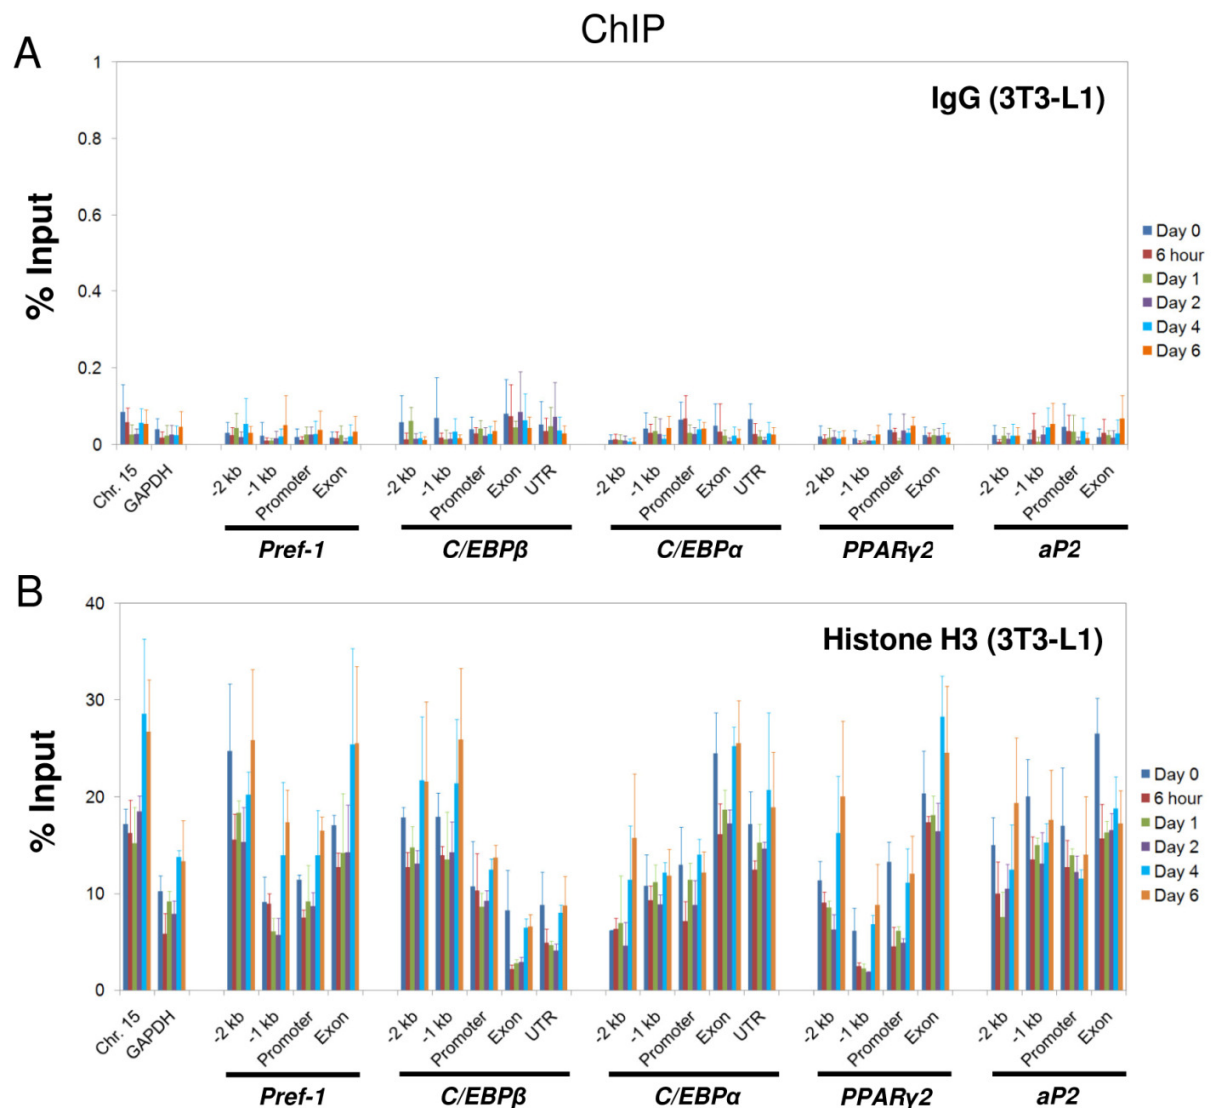 ChIP
A
IgG (3T3-L1)
% Input
1
0.8
0.6
0.4
0.2
0
Day 0
6 hour
Day 1
Day 2
Day 4
Day 6
Chr. 15
GAPDH
-2 kb
-1 kb
Promoter
Exon
-2 kb
-1 kb
Promoter
Exon
UTR
-2 kb
-1 kb
Promoter
Exon
UTR
-2 kb
-1 kb
Promoter
Exon
-2 kb
-1 kb
Promoter
Exon
Pref-1
C/EBPβ
C/EBPα
PPARγ2
aP2
B
Histone H3 (3T3-L1)
% Input
40
30
20
10
0
Day 0
6 hour
Day 1
Day 2
Day 4
Day 6
Chr. 15
GAPDH
-2 kb
-1 kb
Promoter
Exon
-2 kb
-1 kb
Promoter
Exon
UTR
-2 kb
-1 kb
Promoter
Exon
UTR
-2 kb
-1 kb
Promoter
Exon
-2 kb
-1 kb
Promoter
Exon
Pref-1
C/EBPβ
C/EBPα
PPARγ2
aP2